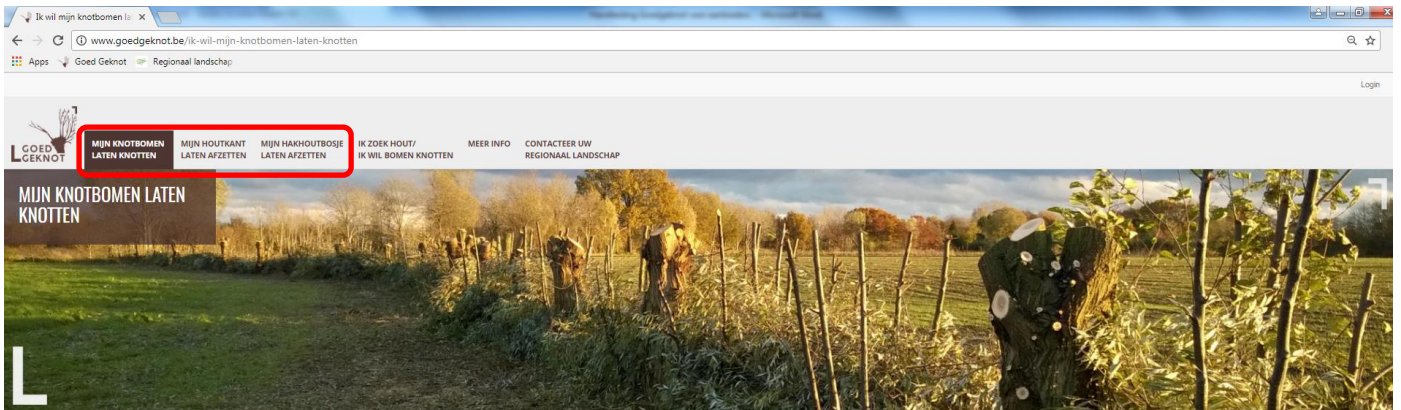 Ik wil mijn knotbomen la
www.goedgeknot.be/ik-wil-mijn-knotbomen-laten-knotten
Apps Goed Geknot Regionaal landschap
Login
GOED
GEKNOT
MIJN KNOTBOMEN
LATEN KNOTTEN
MIJN HOUTKANT
LATEN AFZETTEN
MIJN HAKHOUTBOSJE
LATEN AFZETTEN
IK ZOEK HOUT/
IK WIL BOMEN KNOTTEN
MEER INFO
CONTACTEER UW
REGIONAAL LANDSCHAP
MIJN KNOTBOMEN LATEN
KNOTTEN